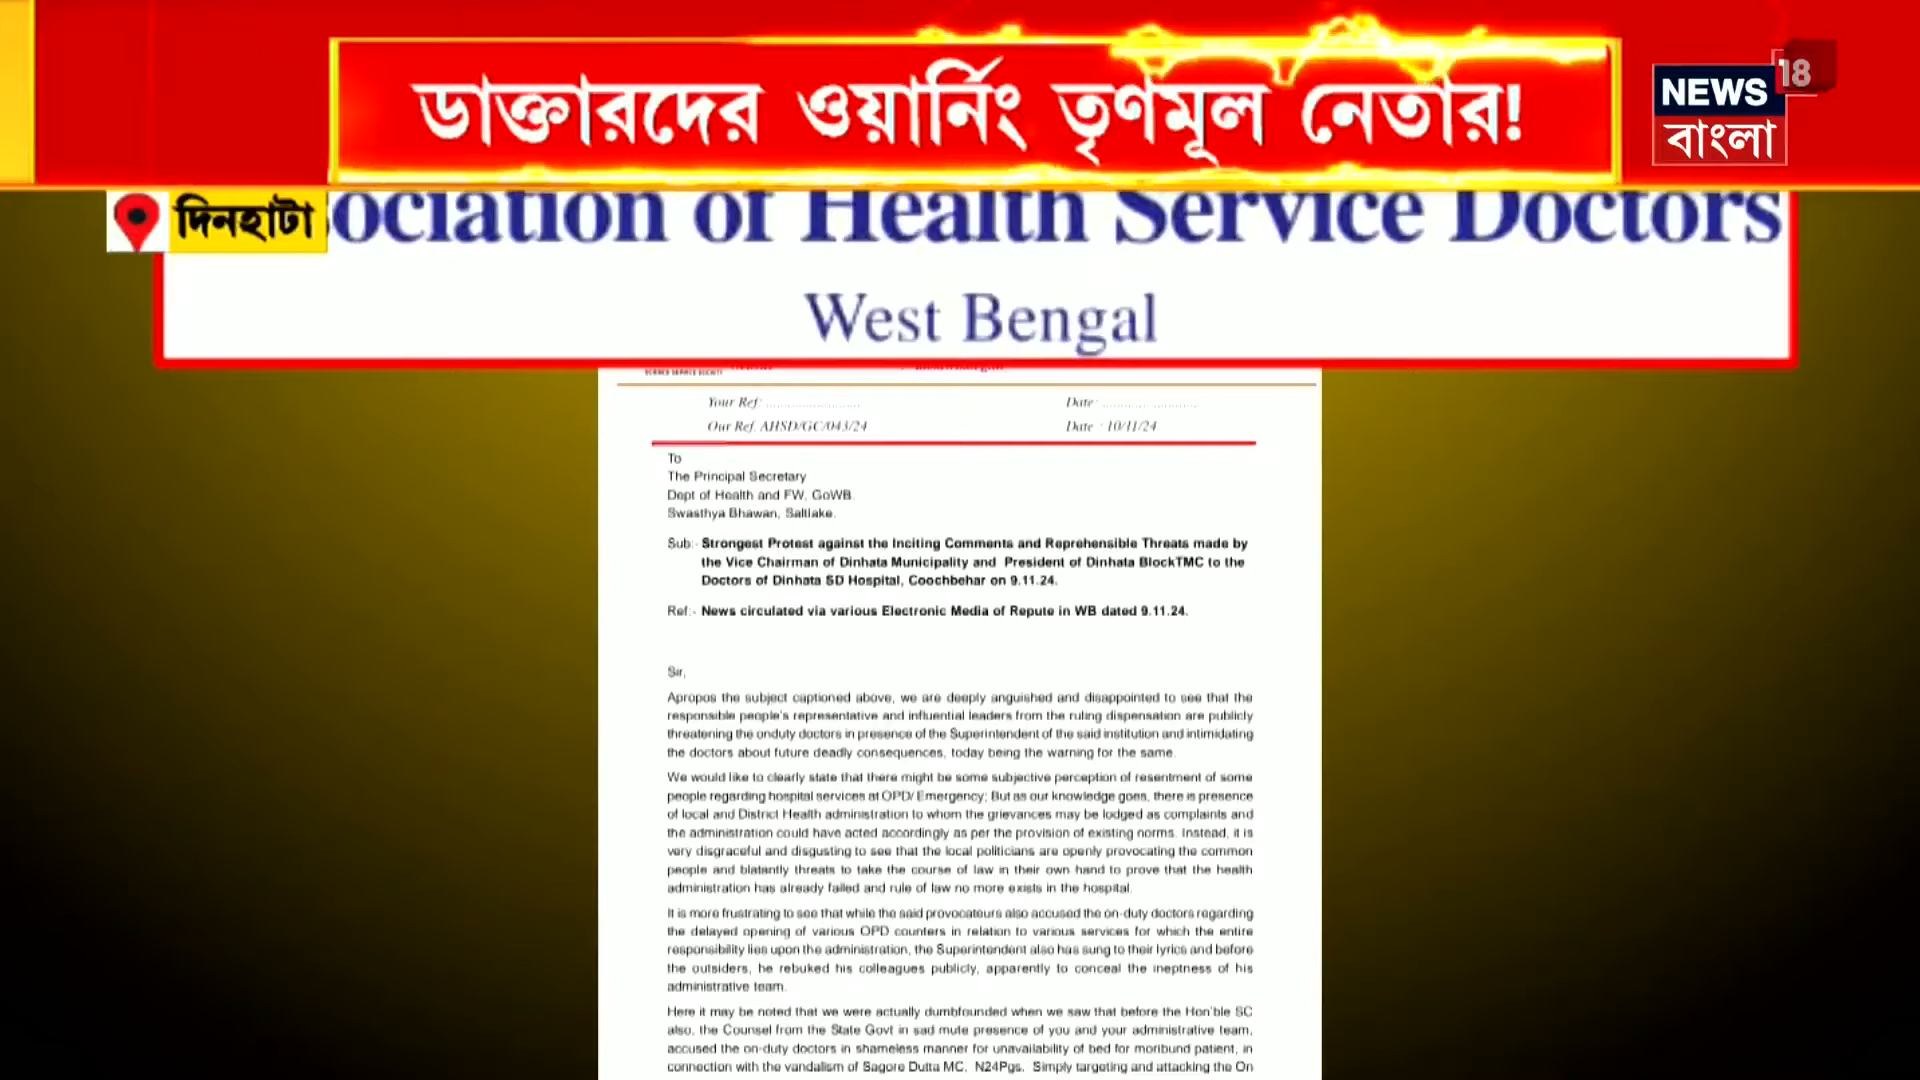 ডাক্তারদের ওয়ার্নিং তৃণমূল নেতার!
NEWS 18
বাংলা
দিনহাটা
ociation of Health Service Doctors
West Bengal
Your Ref: ........................
Date : ........................
Our Ref. AHSD/GC/043/24
Date : 10/11/24
To
The Principal Secretary
Dept of Health and FW, GoWB.
Swasthya Bhawan, Saltlake.
Sub:- Strongest Protest against the Inciting Comments and Reprehensible Threats made by
the Vice Chairman of Dinhata Municipality and President of Dinhata BlockTMC to the
Doctors of Dinhata SD Hospital, Coochbehar on 9.11.24.
Ref:- News circulated via various Electronic Media of Repute in WB dated 9.11.24.
Sir,
Apropos the subject captioned above, we are deeply anguished and disappointed to see that the
responsible people's representative and influential leaders from the ruling dispensation are publicly
threatening the onduty doctors in presence of the Superintendent of the said institution and intimidating
the doctors about future deadly consequences, today being the warning for the same.
We would like to clearly state that there might be some subjective perception of resentment of some
people regarding hospital services at OPD/ Emergency; But as our knowledge goes, there is presence
of local and District Health administration to whom the grievances may be lodged as complaints and
the administration could have acted accordingly as per the provision of existing norms. Instead, it is
very disgraceful and disgusting to see that the local politicians are openly provocating the common
people and blatantly threats to take the course of law in their own hand to prove that the health
administration has already failed and rule of law no more exists in the hospital.
It is more frustrating to see that while the said provocateurs also accused the on-duty doctors regarding
the delayed opening of various OPD counters in relation to various services for which the entire
responsibility lies upon the administration, the Superintendent also has sung to their lyrics and before
the outsiders, he rebuked his colleagues publicly, apparently to conceal the ineptness of his
administrative team.
Here it may be noted that we were actually dumbfounded when we saw that before the Hon'ble SC
also, the Counsel from the State Govt in sad mute presence of you and your administrative team,
accused the on-duty doctors in shameless manner for unavailability of bed for moribund patient, in
connection with the vandalism of Sagore Dutta MC, N24Pgs. Simply targeting and attacking the On